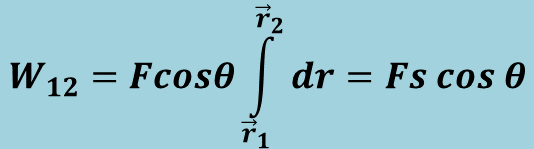 W₁₂ = Fcosθ ∫_{r⃗₁}^{r⃗₂} dr = Fs cos θ